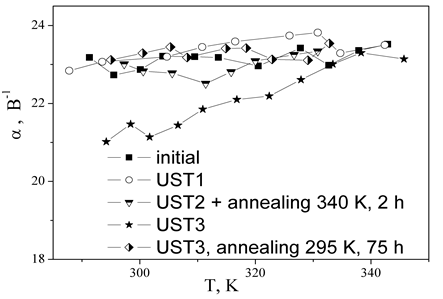 24
22
20
18
α, B⁻¹
initial
UST1
UST2 + annealing 340 K, 2 h
UST3
UST3, annealing 295 K, 75 h
300
320
340
T, K